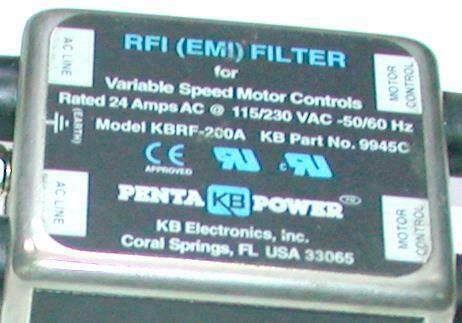 RFI (EMI) FILTER
for
Variable Speed Motor Controls
Rated 24 Amps AC @ 115/230 VAC -50/60 Hz
Model KBRF-200A KB Part No. 9945C
CE
APPROVED
PENTA KB POWER
KB Electronics, Inc.
Coral Springs, FL USA 33065
AC LINE
(EARTH)
AC LINE
MOTOR
CONTROL
MOTOR
CONTROL